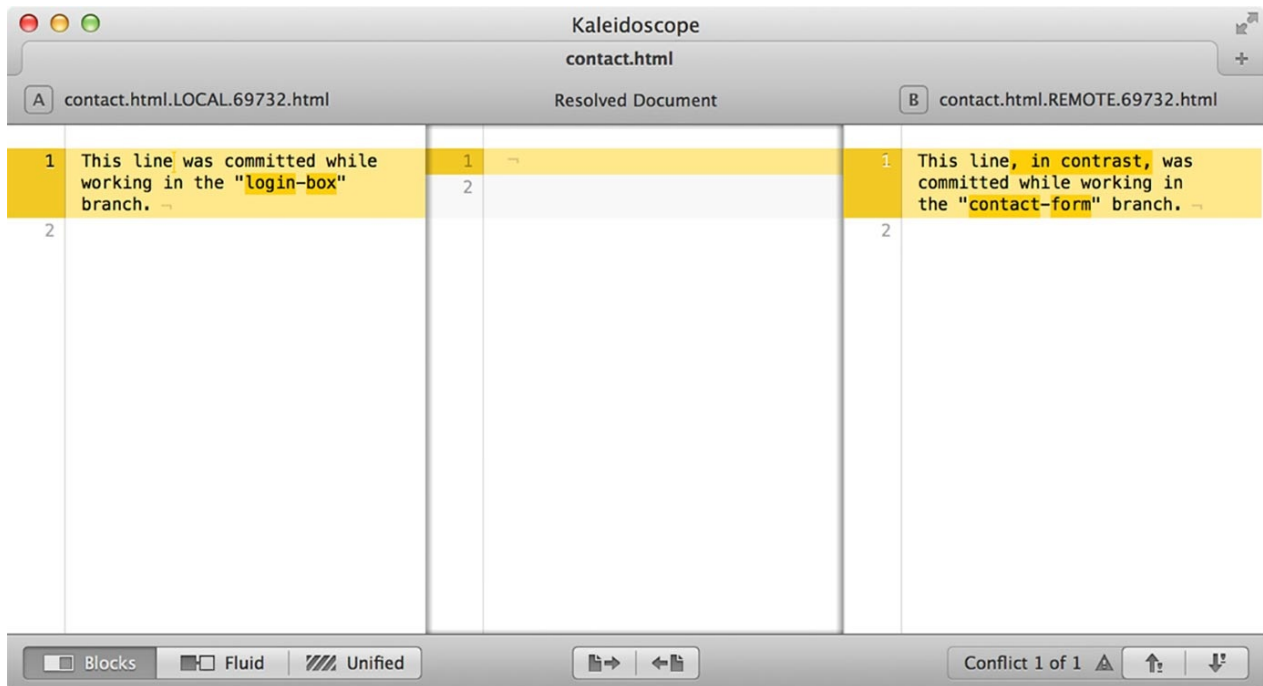 Kaleidoscope
contact.html
+
A contact.html.LOCAL.69732.html
Resolved Document
B contact.html.REMOTE.69732.html
1 This line was committed while
working in the "login-box"
branch. ¬
2
1 ¬
2
1 This line, in contrast, was
committed while working in
the "contact-form" branch. ¬
2
Blocks
Fluid
Unified
Conflict 1 of 1